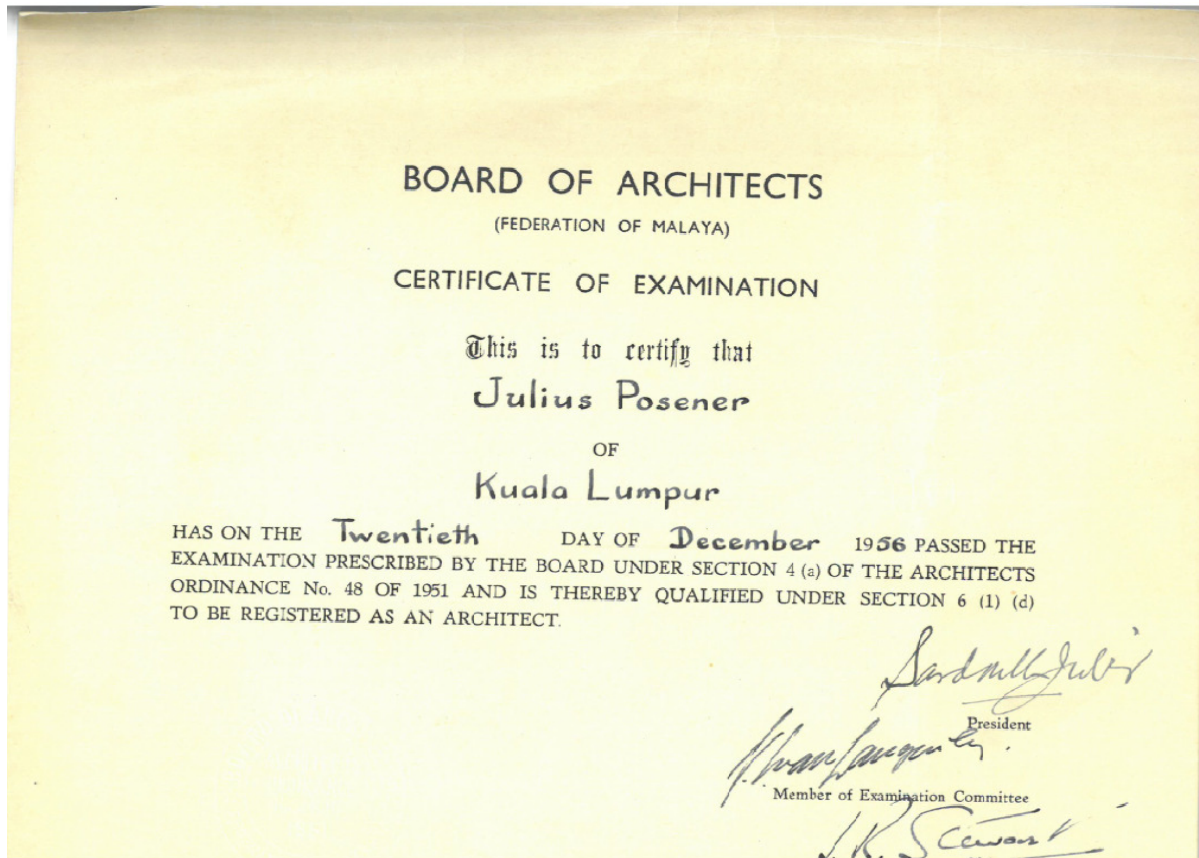 BOARD OF ARCHITECTS
(FEDERATION OF MALAYA)
CERTIFICATE OF EXAMINATION
This is to certify that
Julius Posener
OF
Kuala Lumpur
HAS ON THE Twentieth DAY OF December 1956 PASSED THE
EXAMINATION PRESCRIBED BY THE BOARD UNDER SECTION 4 (a) OF THE ARCHITECTS
ORDINANCE No. 48 OF 1951 AND IS THEREBY QUALIFIED UNDER SECTION 6 (1) (d)
TO BE REGISTERED AS AN ARCHITECT.
President
Member of Examination Committee
Stewart